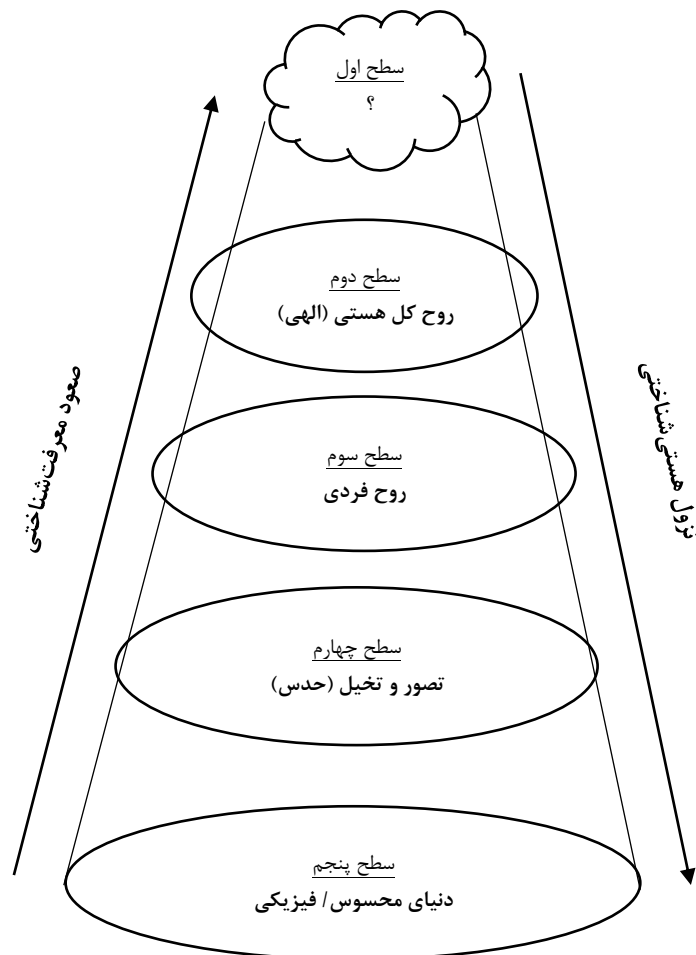 سطح اول
؟
سطح دوم
روح کل هستی (الهی)
سطح سوم
روح فردی
سطح چهارم
تصور و تخیل (حدس)
سطح پنجم
دنیای محسوس/ فیزیکی
نزول هستی‌شناختی
صعود معرفت‌شناختی